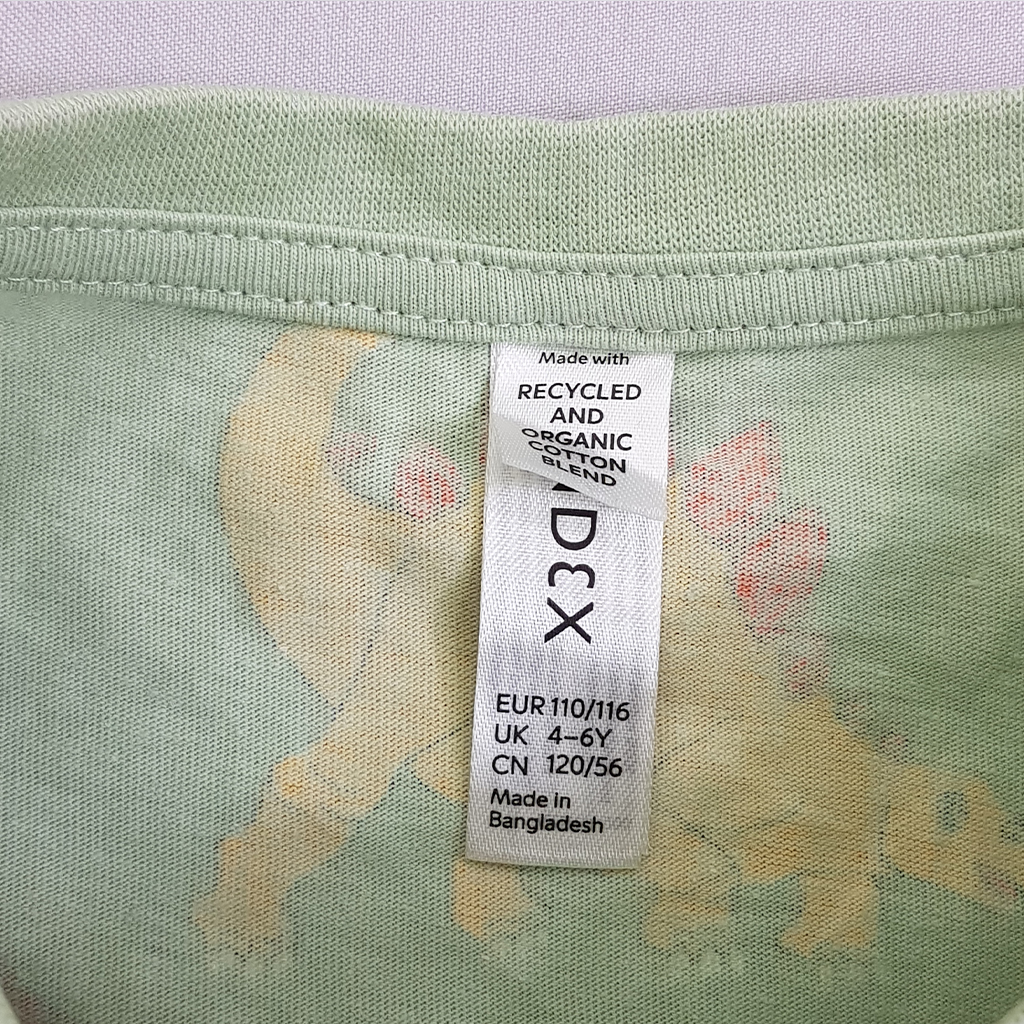 Made with
RECYCLED
AND
ORGANIC
COTTON
BLEND
DEX
EUR 110/116
UK 4–6Y
CN 120/56
Made in
Bangladesh